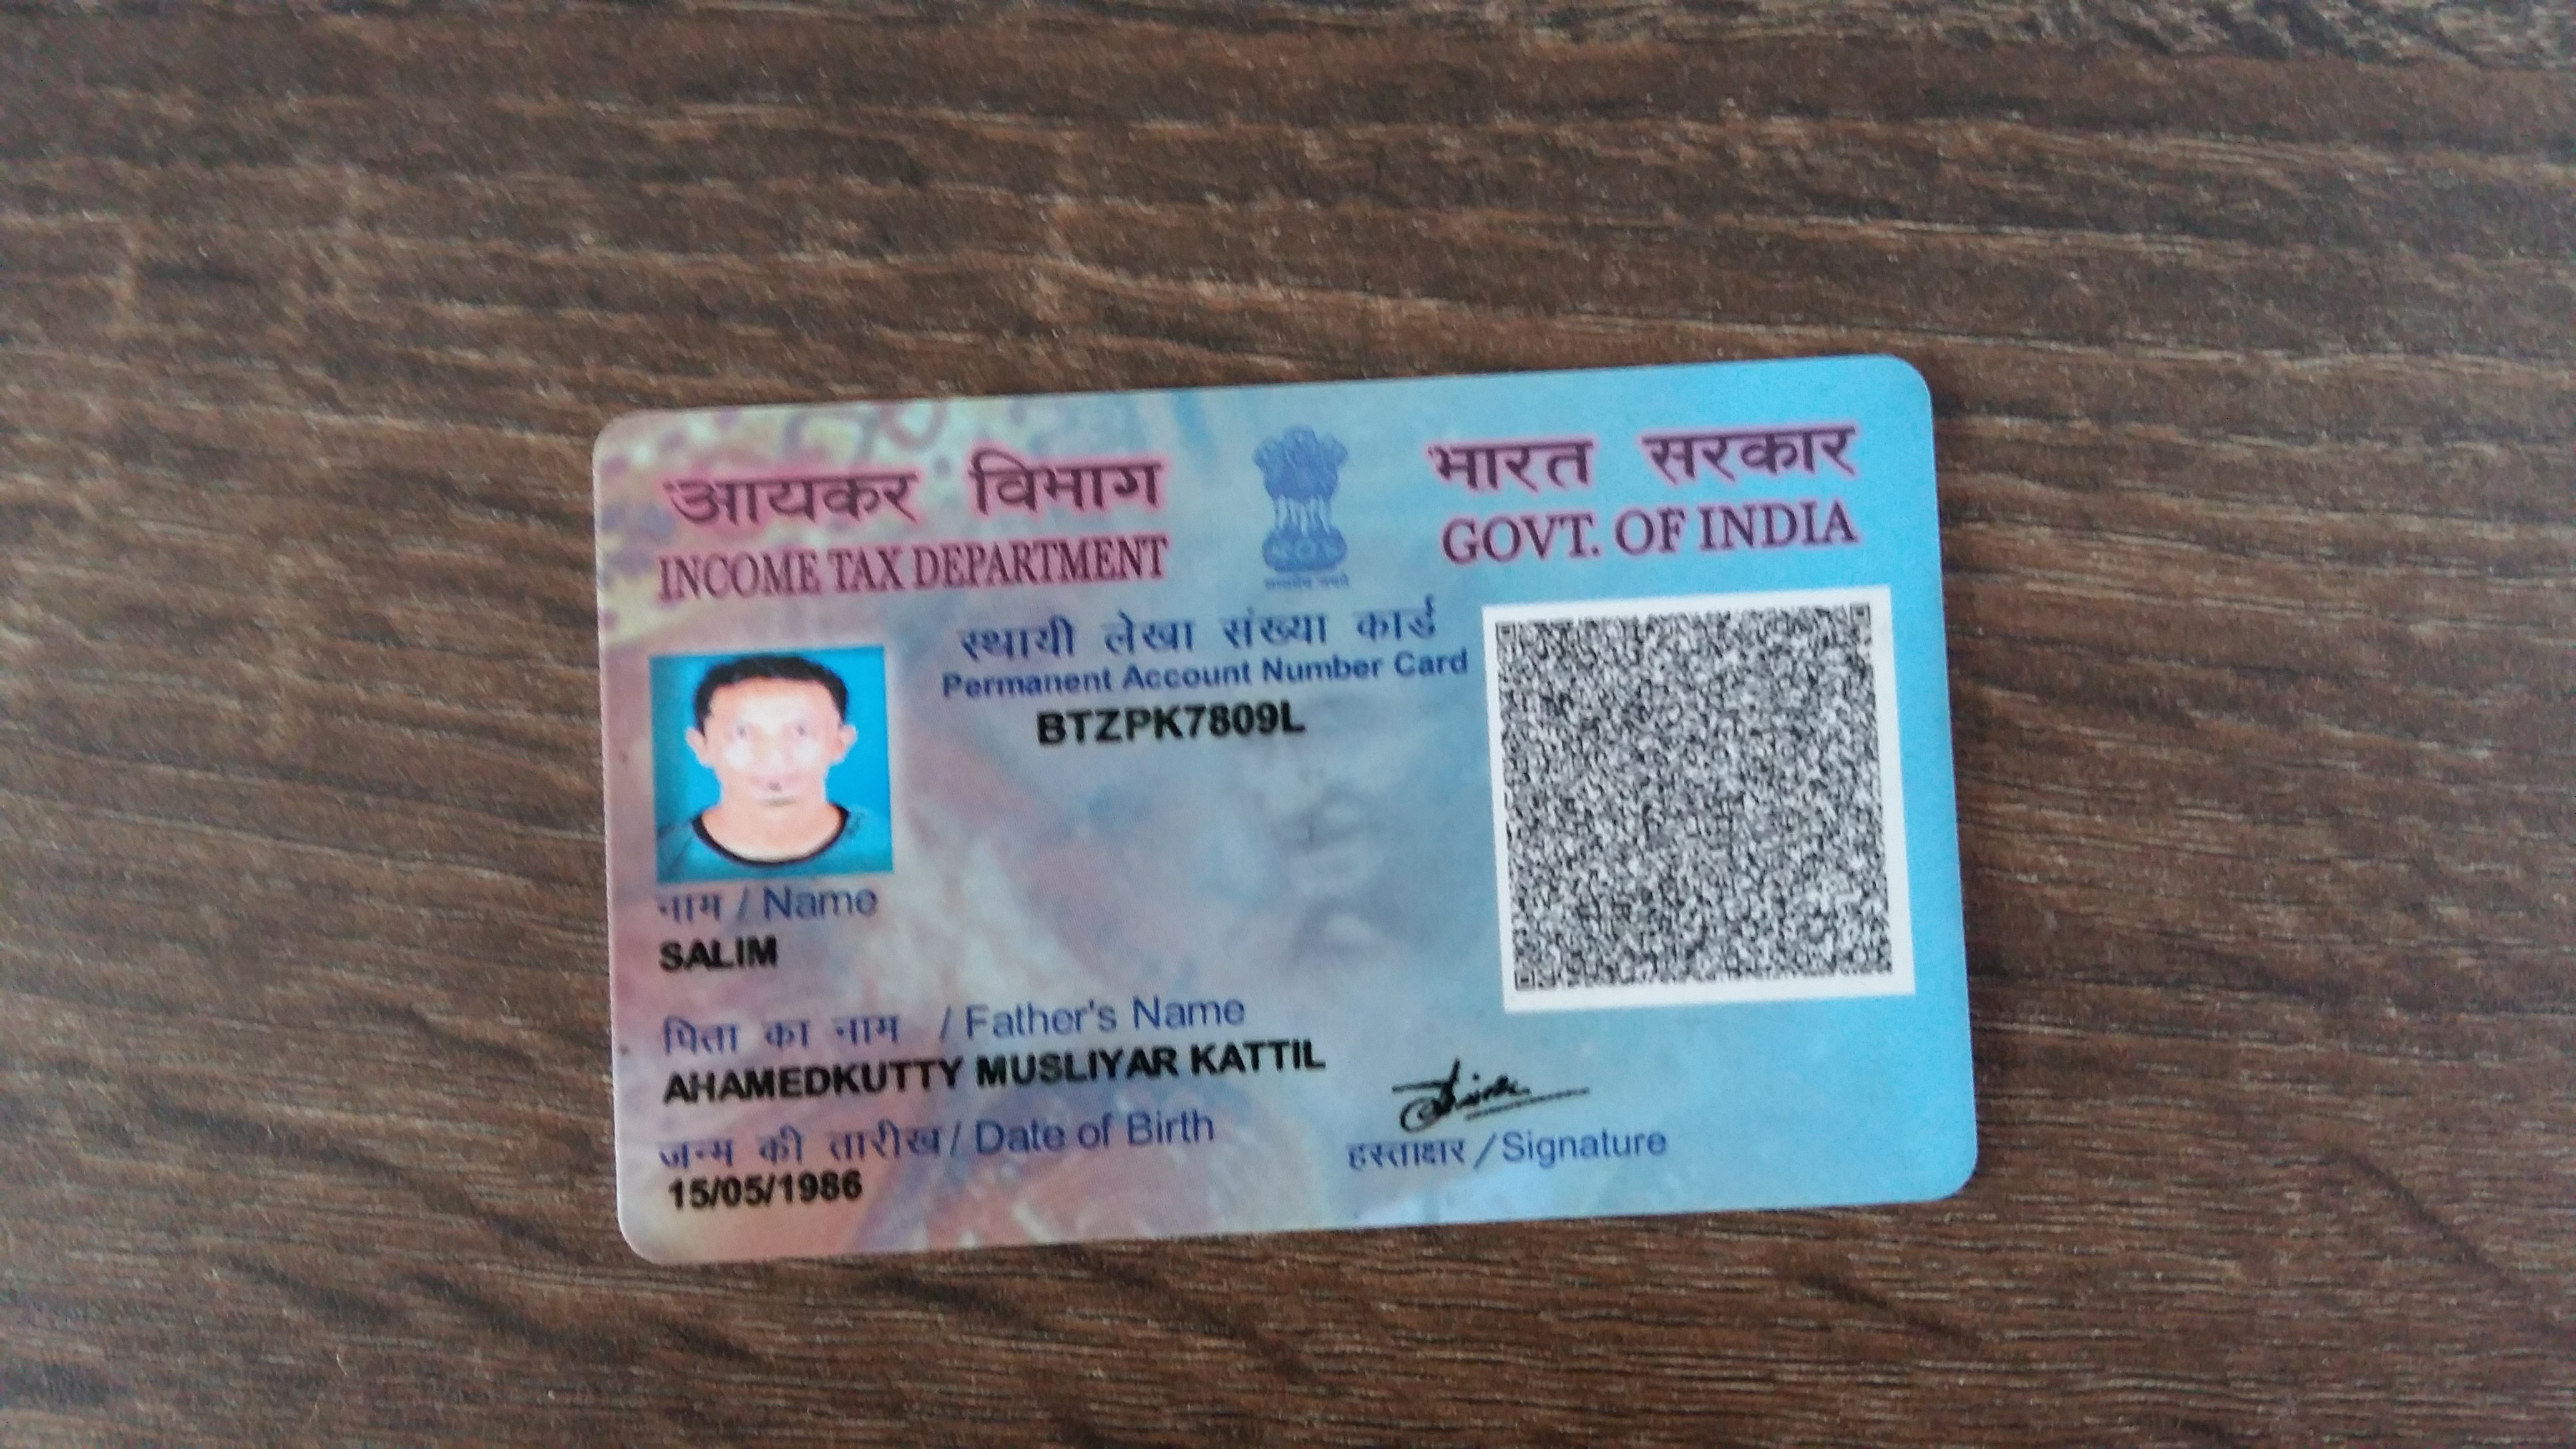 आयकर विभाग
INCOME TAX DEPARTMENT
भारत सरकार
GOVT. OF INDIA
स्थायी लेखा संख्या कार्ड
Permanent Account Number Card
BTZPK7809L
नाम / Name
SALIM
पिता का नाम / Father's Name
AHAMEDKUTTY MUSLIYAR KATTIL
जन्म की तारीख / Date of Birth
15/05/1986
हस्ताक्षर / Signature